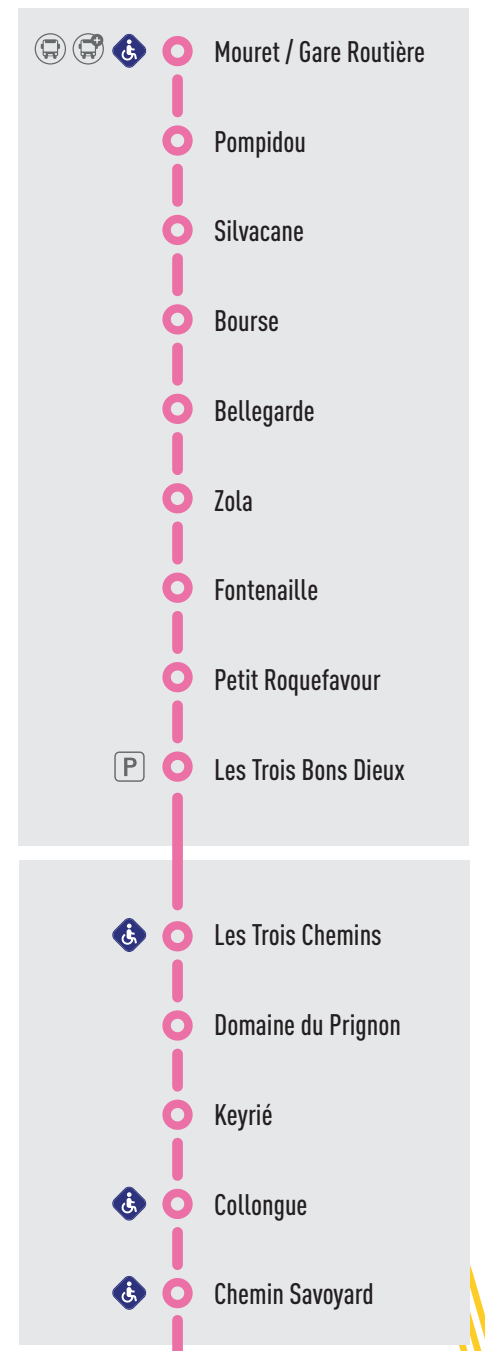 Mouret / Gare Routière
Pompidou
Silvacane
Bourse
Bellegarde
Zola
Fontenaille
Petit Roquefavour
P Les Trois Bons Dieux
Les Trois Chemins
Domaine du Prignon
Keyrié
Collongue
Chemin Savoyard